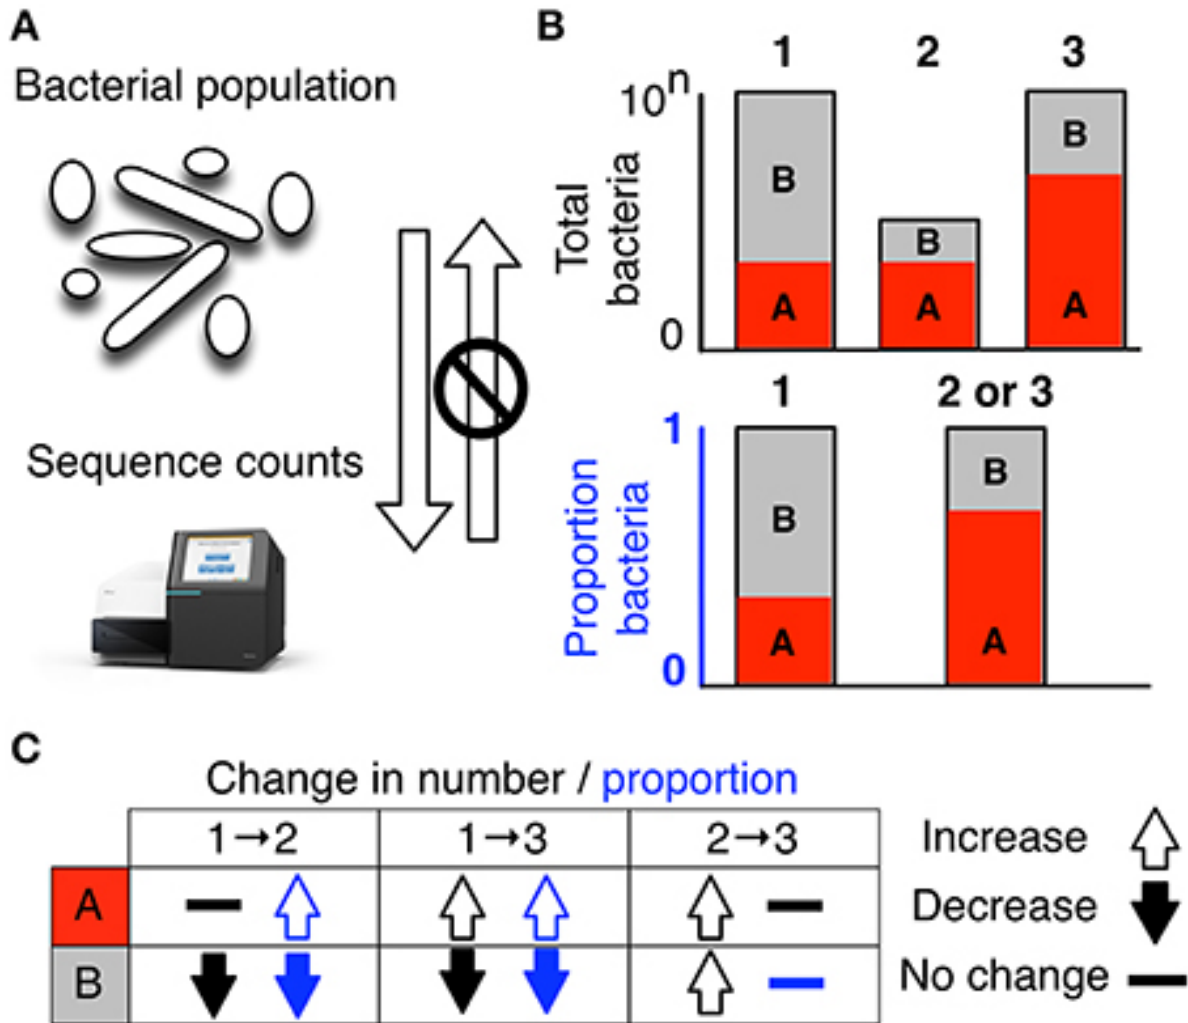 A
Bacterial population
Sequence counts
B
1 2 3
10ⁿ
Total
bacteria
0
B
A
B
A
B
A
1 2 or 3
1
Proportion
bacteria
0
B
A
B
A
C
Change in number / proportion
1→2 1→3 2→3
A
B
Increase
Decrease
No change